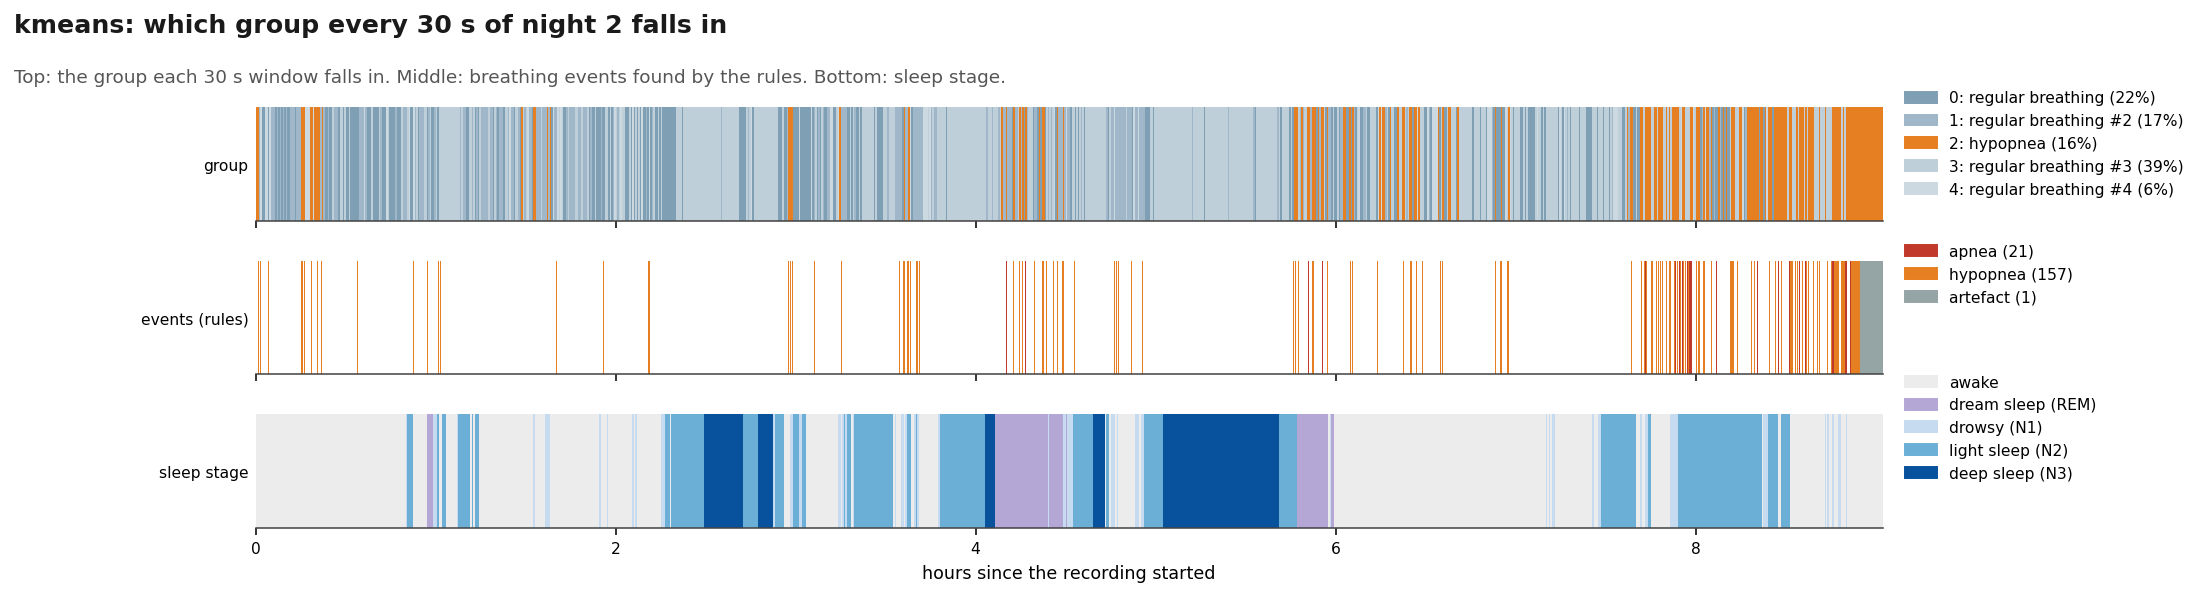 kmeans: which group every 30 s of night 2 falls in
Top: the group each 30 s window falls in. Middle: breathing events found by the rules. Bottom: sleep stage.
group
0: regular breathing (22%)
1: regular breathing #2 (17%)
2: hypopnea (16%)
3: regular breathing #3 (39%)
4: regular breathing #4 (6%)
events (rules)
apnea (21)
hypopnea (157)
artefact (1)
sleep stage
awake
dream sleep (REM)
drowsy (N1)
light sleep (N2)
deep sleep (N3)
0 2 4 6 8
hours since the recording started